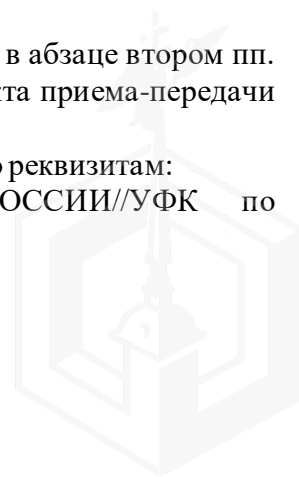 в абзаце втором пп.
та приема-передачи
реквизитам:
ОССИИ//УФК по